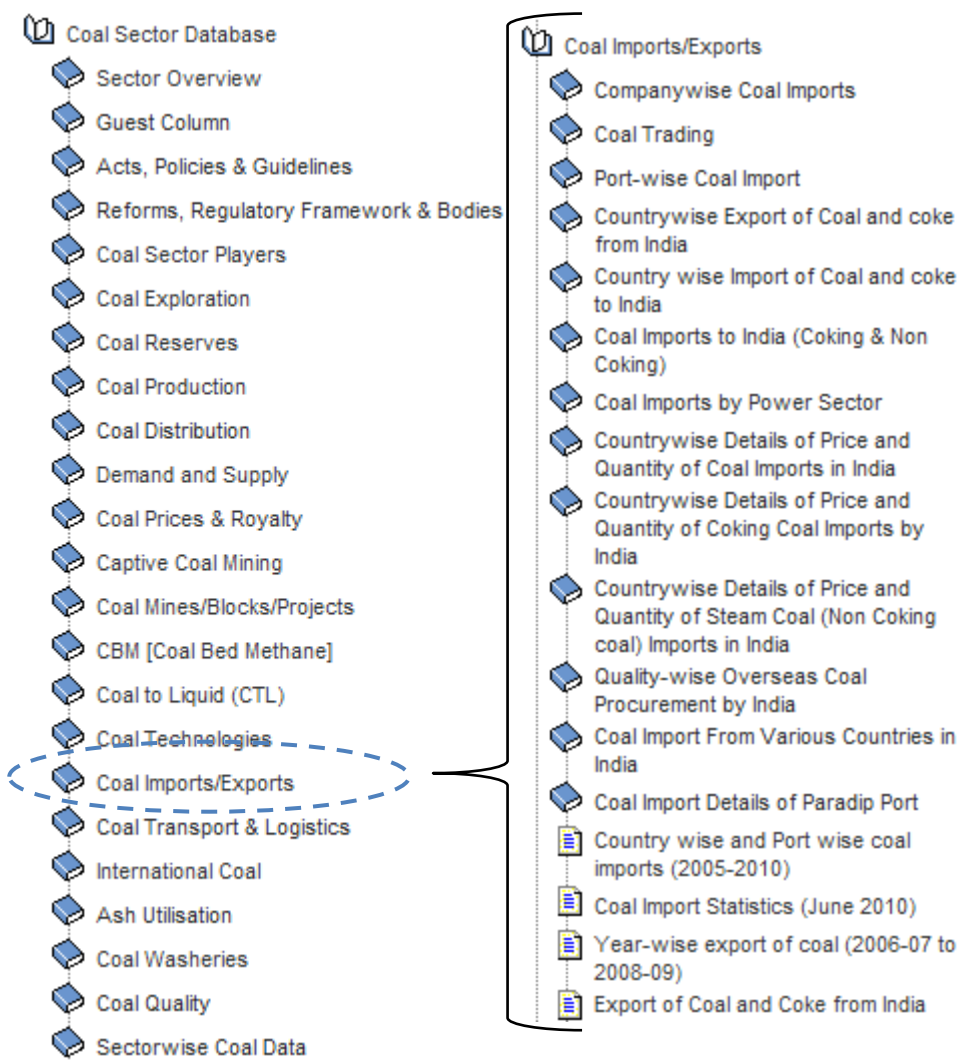 Coal Sector Database
Sector Overview
Guest Column
Acts, Policies & Guidelines
Reforms, Regulatory Framework & Bodies
Coal Sector Players
Coal Exploration
Coal Reserves
Coal Production
Coal Distribution
Demand and Supply
Coal Prices & Royalty
Captive Coal Mining
Coal Mines/Blocks/Projects
CBM [Coal Bed Methane]
Coal to Liquid (CTL)
Coal Technologies
Coal Imports/Exports
Coal Transport & Logistics
International Coal
Ash Utilisation
Coal Washeries
Coal Quality
Sectorwise Coal Data
Coal Imports/Exports
Companywise Coal Imports
Coal Trading
Port-wise Coal Import
Countrywise Export of Coal and coke
from India
Country wise Import of Coal and coke
to India
Coal Imports to India (Coking & Non
Coking)
Coal Imports by Power Sector
Countrywise Details of Price and
Quantity of Coal Imports in India
Countrywise Details of Price and
Quantity of Coking Coal Imports by
India
Countrywise Details of Price and
Quantity of Steam Coal (Non Coking
coal) Imports in India
Quality-wise Overseas Coal
Procurement by India
Coal Import From Various Countries in
India
Coal Import Details of Paradip Port
Country wise and Port wise coal
imports (2005-2010)
Coal Import Statistics (June 2010)
Year-wise export of coal (2006-07 to
2008-09)
Export of Coal and Coke from India